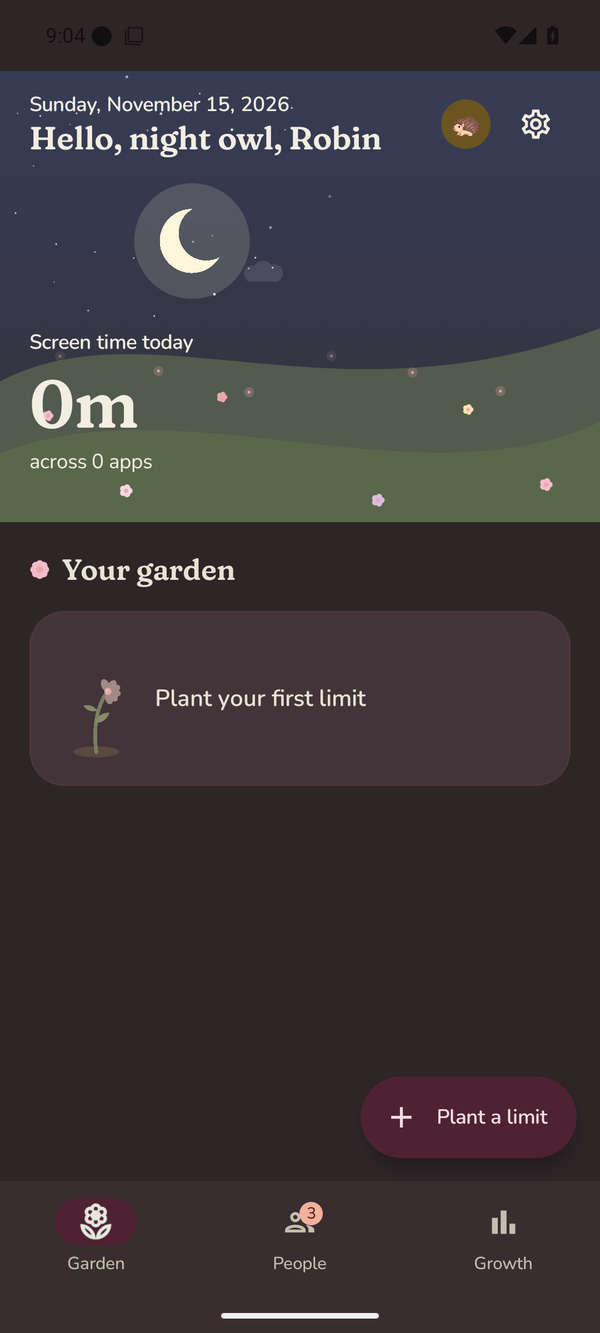 9:04
Sunday, November 15, 2026
Hello, night owl, Robin
Screen time today
0m
across 0 apps
Your garden
Plant your first limit
Plant a limit
3
Garden
People
Growth